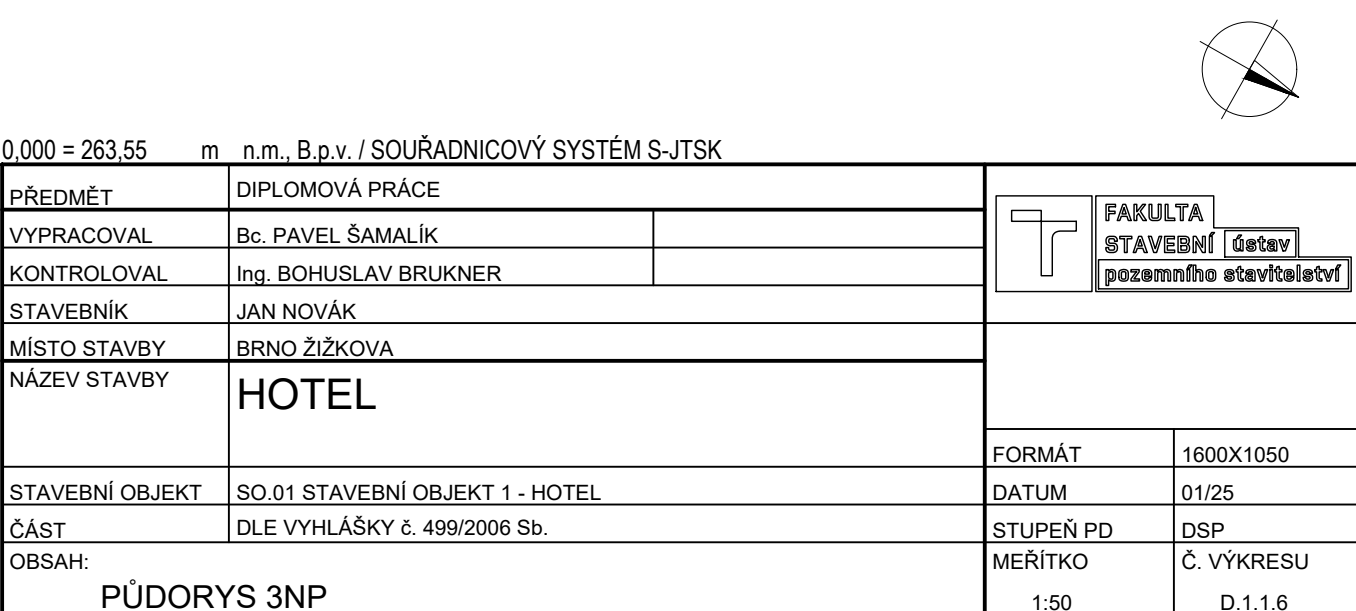 0,000 = 263,55 m n.m., B.p.v. / SOUŘADNICOVÝ SYSTÉM S-JTSK
PŘEDMĚT DIPLOMOVÁ PRÁCE
VYPRACOVAL Bc. PAVEL ŠAMALÍK
KONTROLOVAL Ing. BOHUSLAV BRUKNER
STAVEBNÍK JAN NOVÁK
MÍSTO STAVBY BRNO ŽIŽKOVA
NÁZEV STAVBY HOTEL
FAKULTA
STAVEBNÍ ústav
pozemního stavitelství
FORMÁT 1600X1050
STAVEBNÍ OBJEKT SO.01 STAVEBNÍ OBJEKT 1 - HOTEL
DATUM 01/25
ČÁST DLE VYHLÁŠKY č. 499/2006 Sb.
STUPEŇ PD DSP
OBSAH:
PŮDORYS 3NP
MEŘÍTKO Č. VÝKRESU
1:50 D.1.1.6